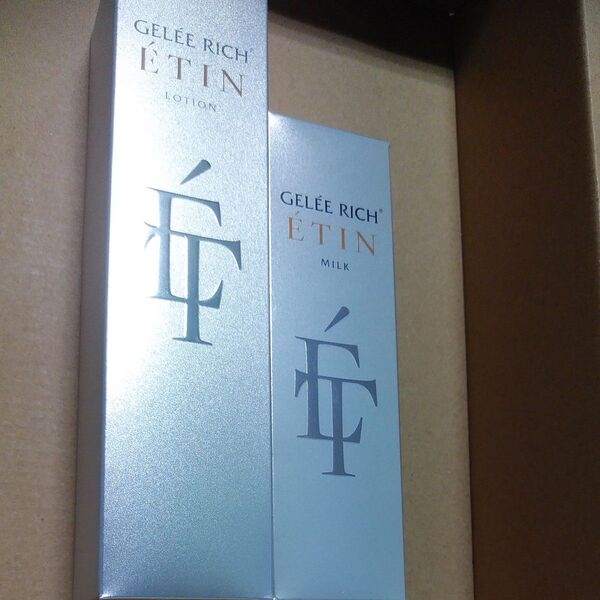 GELÉE RICH®
ÉTIN
LOTION
ÉT
GELÉE RICH®
ÉTIN
MILK
ÉT